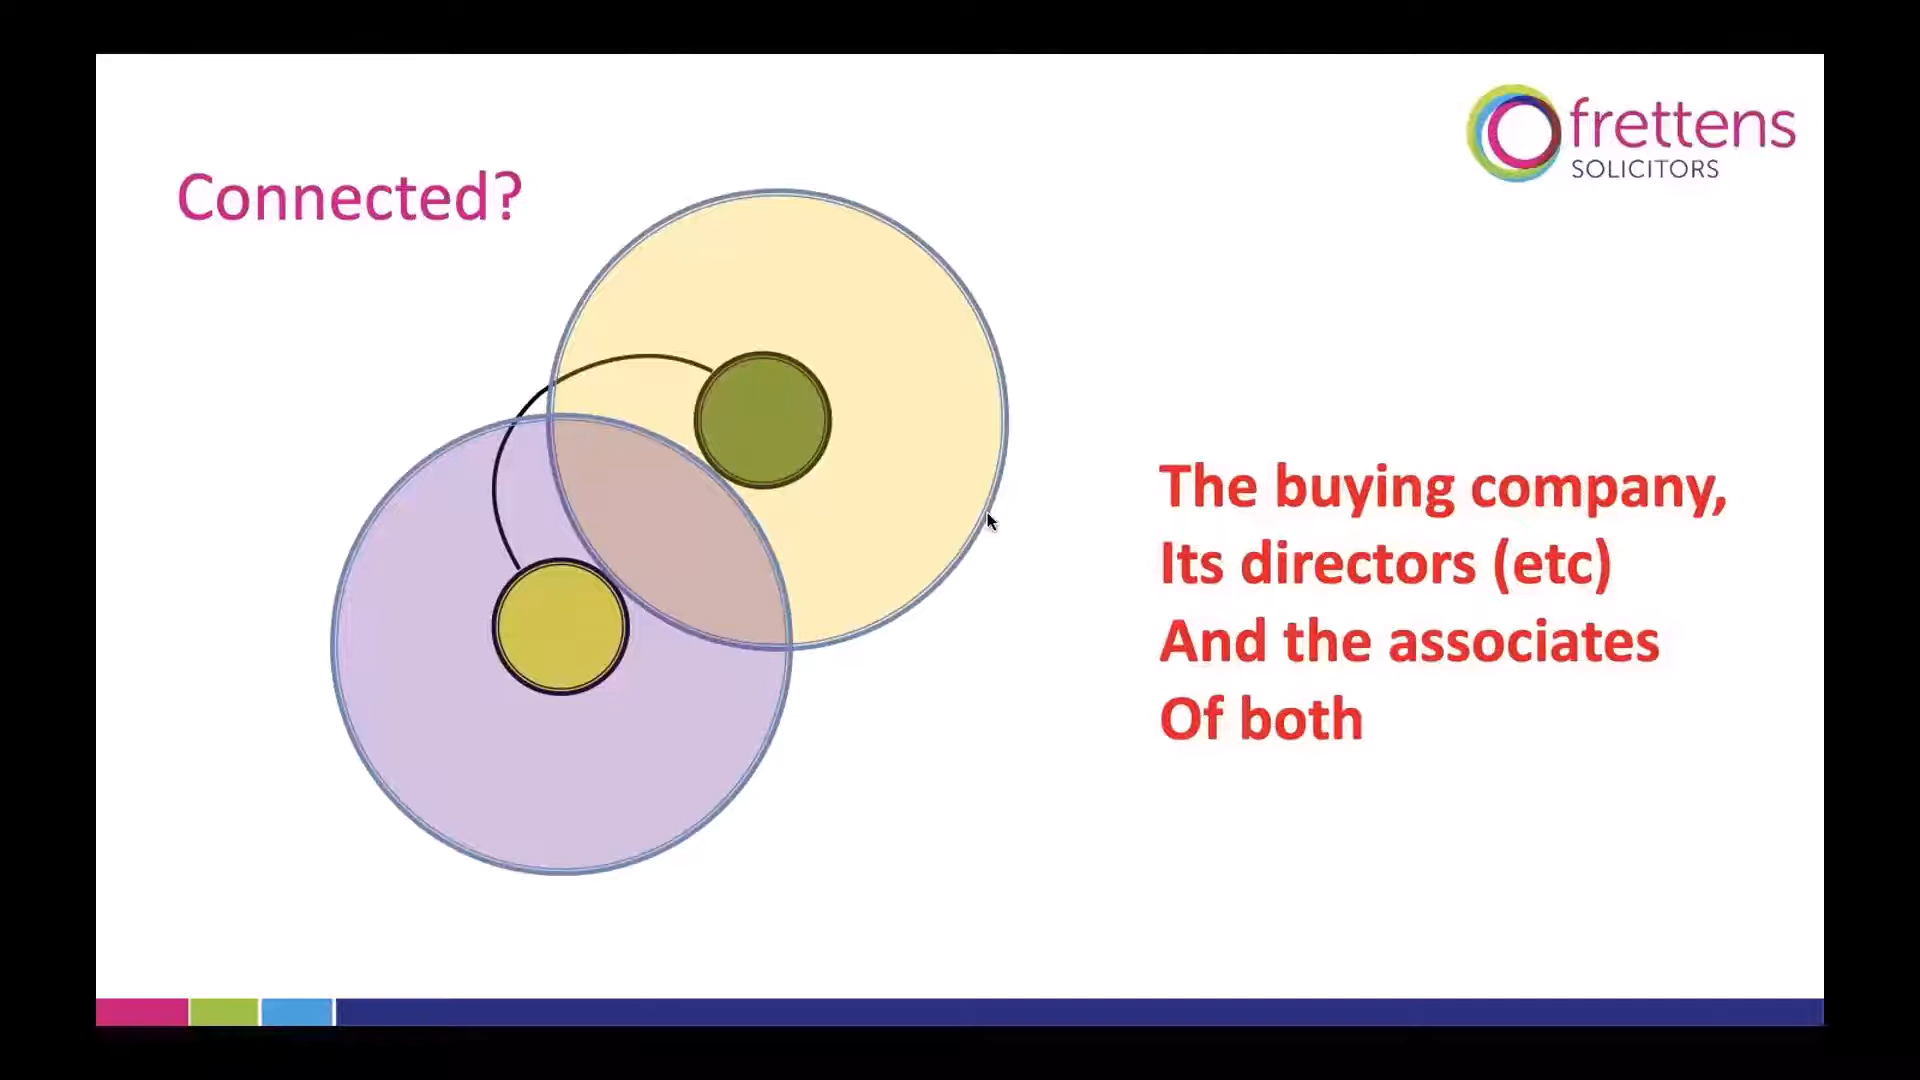 frettens
SOLICITORS
Connected?
The buying company,
Its directors (etc)
And the associates
Of both